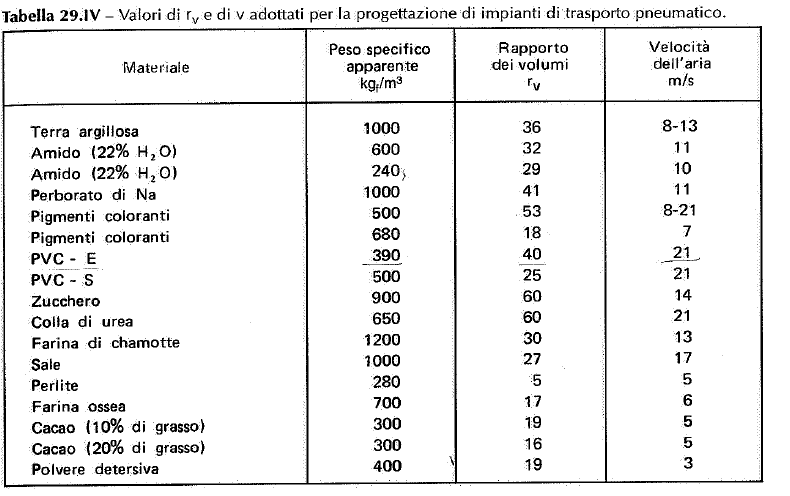 Tabella 29.IV – Valori di rv e di v adottati per la progettazione di impianti di trasporto pneumatico.
Materiale | Peso specifico apparente kgf/m³ | Rapporto dei volumi rv | Velocità dell'aria m/s
Terra argillosa 1000 36 8-13
Amido (22% H2O) 600 32 11
Amido (22% H2O) 240 29 10
Perborato di Na 1000 41 11
Pigmenti coloranti 500 53 8-21
Pigmenti coloranti 680 18 7
PVC - E 390 40 21
PVC - S 500 25 21
Zucchero 900 60 14
Colla di urea 650 60 21
Farina di chamotte 1200 30 13
Sale 1000 27 17
Perlite 280 5 5
Farina ossea 700 17 6
Cacao (10% di grasso) 300 19 5
Cacao (20% di grasso) 300 16 5
Polvere detersiva 400 19 3